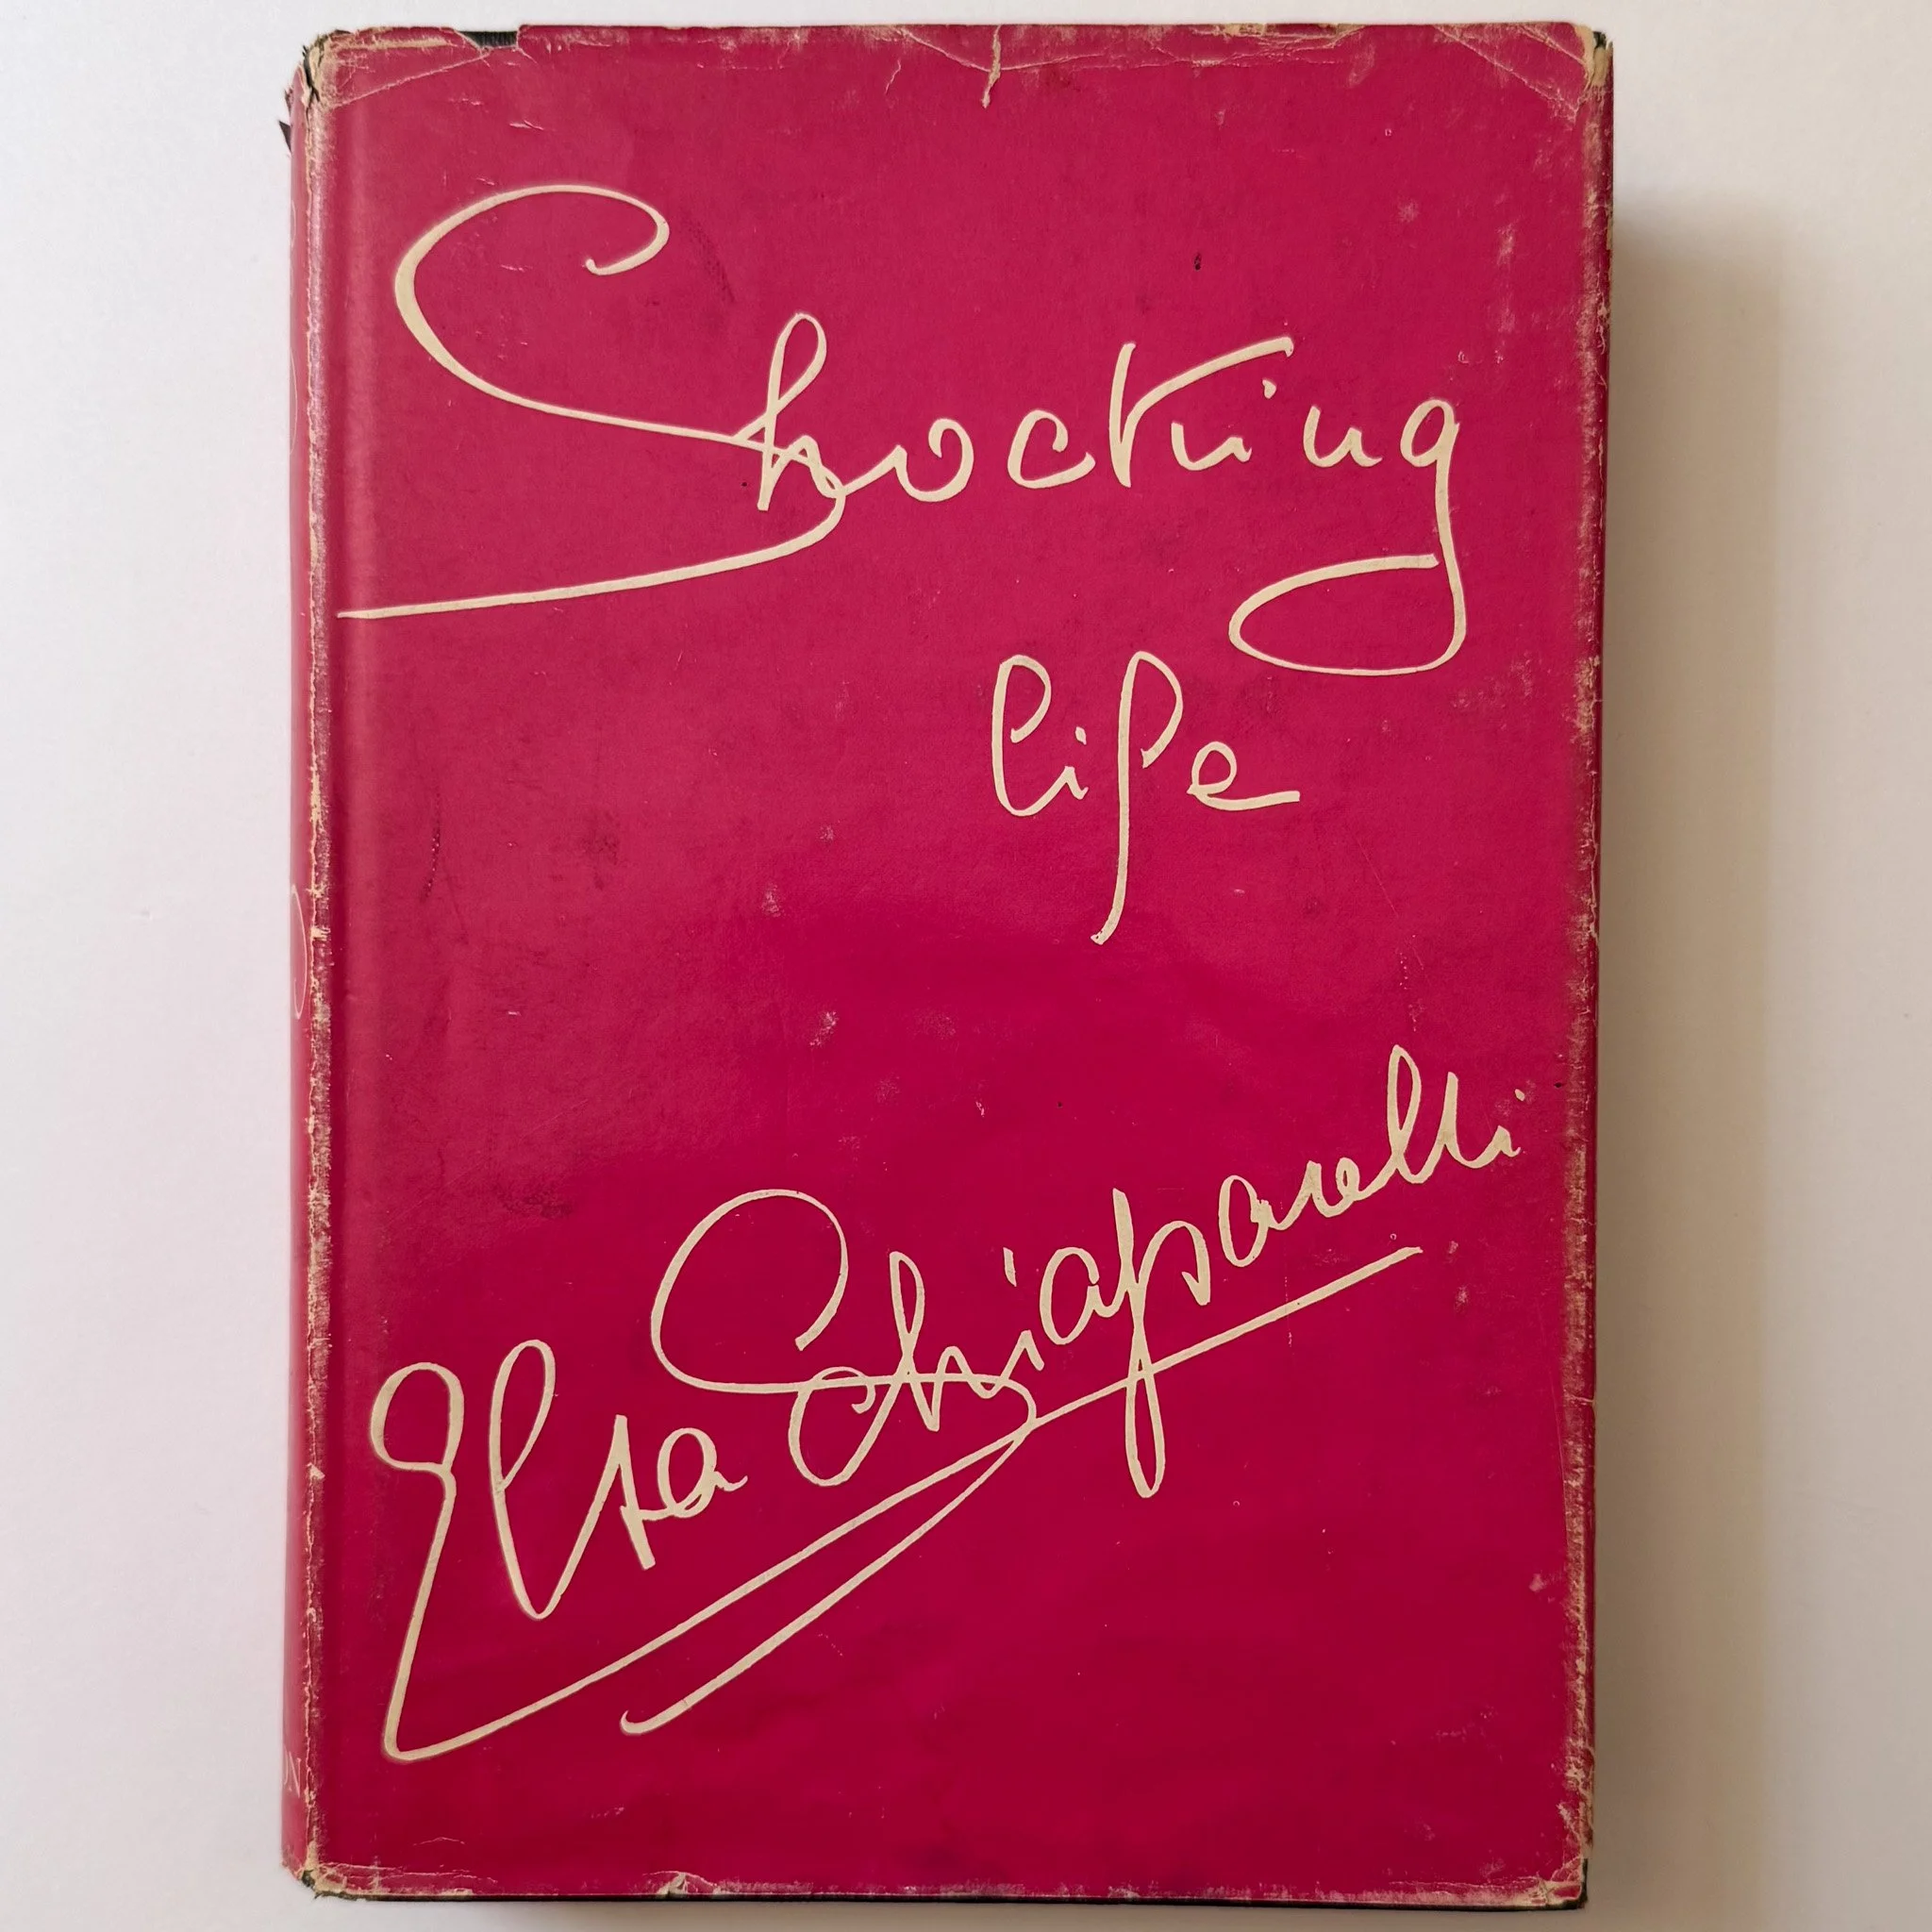 Shocking
life
Elsa Schiaparelli